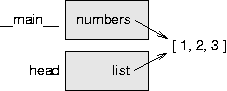 __main__ numbers
[ 1, 2, 3 ]
head list